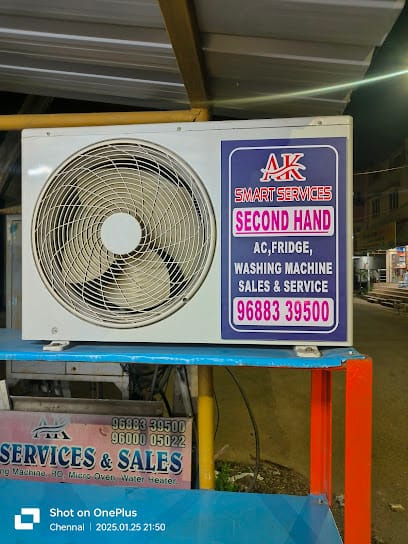 AK
SMART SERVICES
SECOND HAND
AC,FRIDGE,
WASHING MACHINE
SALES & SERVICE
96883 39500
AK
96883 39500
96000 05022
SERVICES & SALES
Machine, RO, Micro Oven, Water Heater
Shot on OnePlus
Chennai | 2025.01.25 21:50